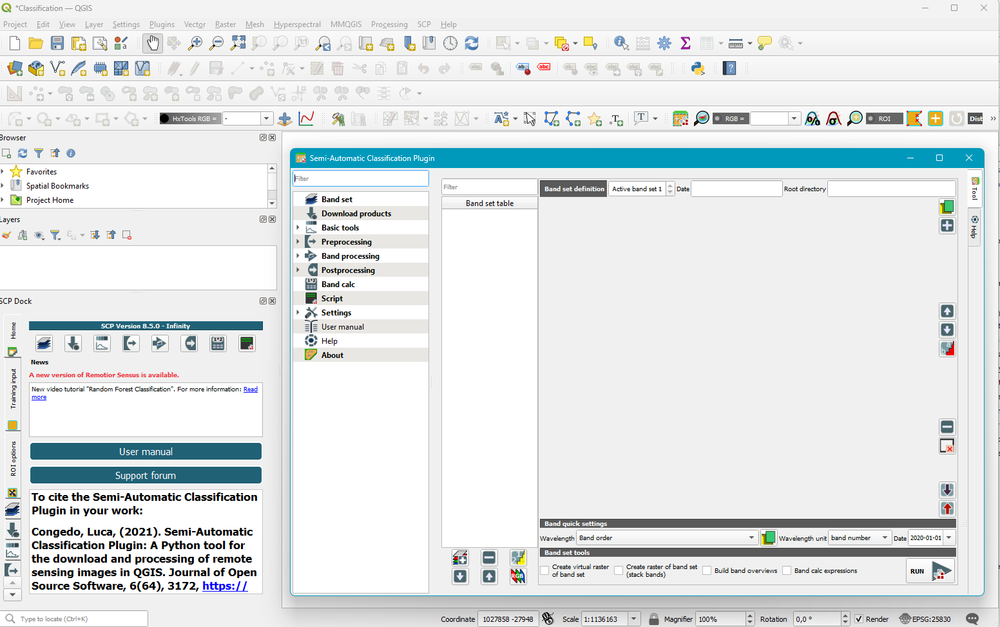 *Classification — QGIS
Project Edit View Layer Settings Plugins Vector Raster Mesh Hyperspectral MMQGIS Processing SCP Help
HxTools RGB = -
RGB =
ROI
Dist
Browser
Favorites
Spatial Bookmarks
Project Home
Layers
SCP Dock
Home
Training input
ROI options
SCP Version 8.5.0 - Infinity
News
A new version of Remotior Sensus is available.
New video tutorial "Random Forest Classification". For more information: Read
more
User manual
Support forum
To cite the Semi-Automatic Classification
Plugin in your work:
Congedo, Luca, (2021). Semi-Automatic
Classification Plugin: A Python tool for
the download and processing of remote
sensing images in QGIS. Journal of Open
Source Software, 6(64), 3172, https://
Semi-Automatic Classification Plugin
Filter
Band set
Download products
Basic tools
Preprocessing
Band processing
Postprocessing
Band calc
Script
Settings
User manual
Help
About
Filter
Band set table
Band set definition Active band set 1 Date Root directory
Tool
Help
Band quick settings
Wavelength Band order Wavelength unit band number Date 2020-01-01
Band set tools
Create virtual raster
of band set
Create raster of band set
(stack bands)
Build band overviews
Band calc expressions
RUN
Type to locate (Ctrl+K)
Coordinate 1027858 -27948 Scale 1:1136163 Magnifier 100% Rotation 0,0 ° Render EPSG:25830